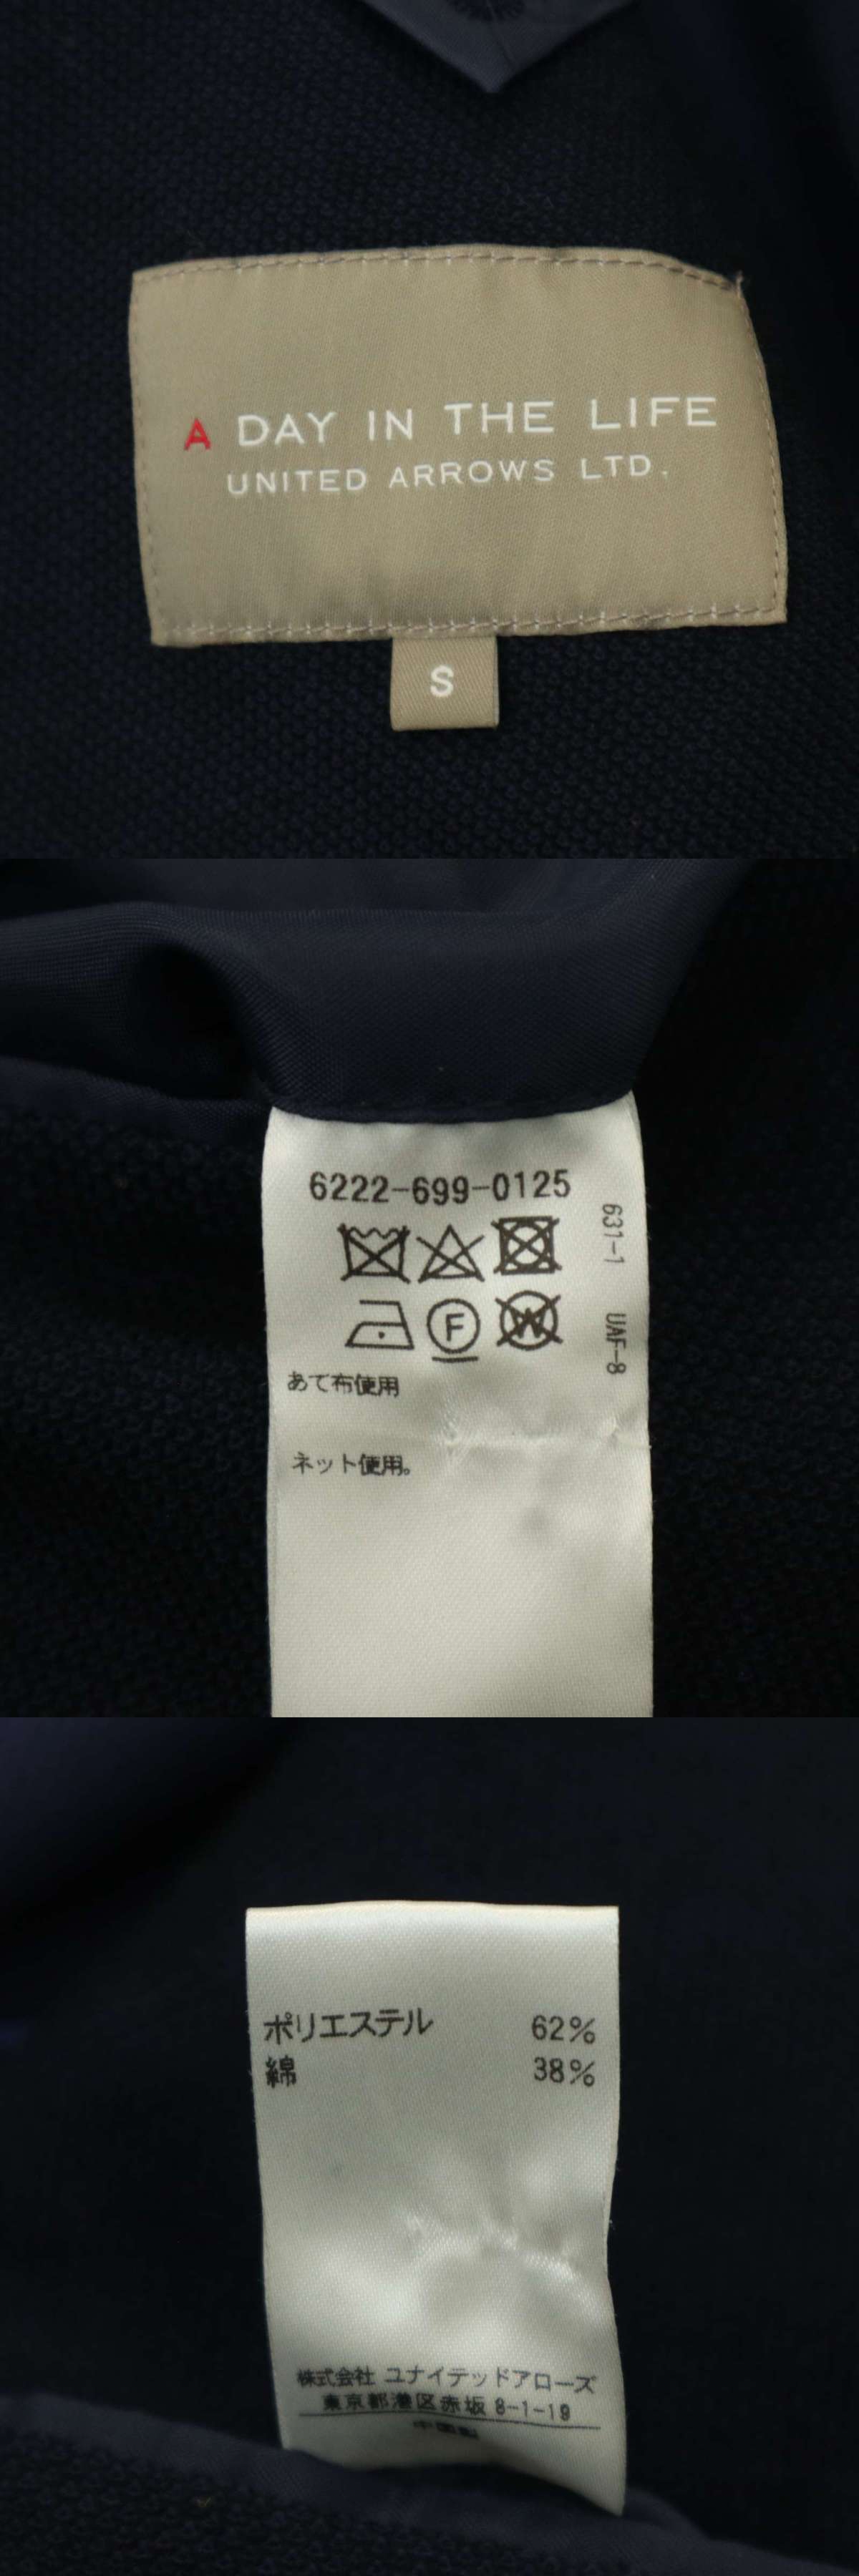 A DAY IN THE LIFE
UNITED ARROWS LTD.
S
6222-699-0125
631-1 UAF-8
F
W
あて布使用
ネット使用。
ポリエステル 62%
綿 38%
株式会社 ユナイテッドアローズ
東京都港区赤坂 8-1-19
中国製